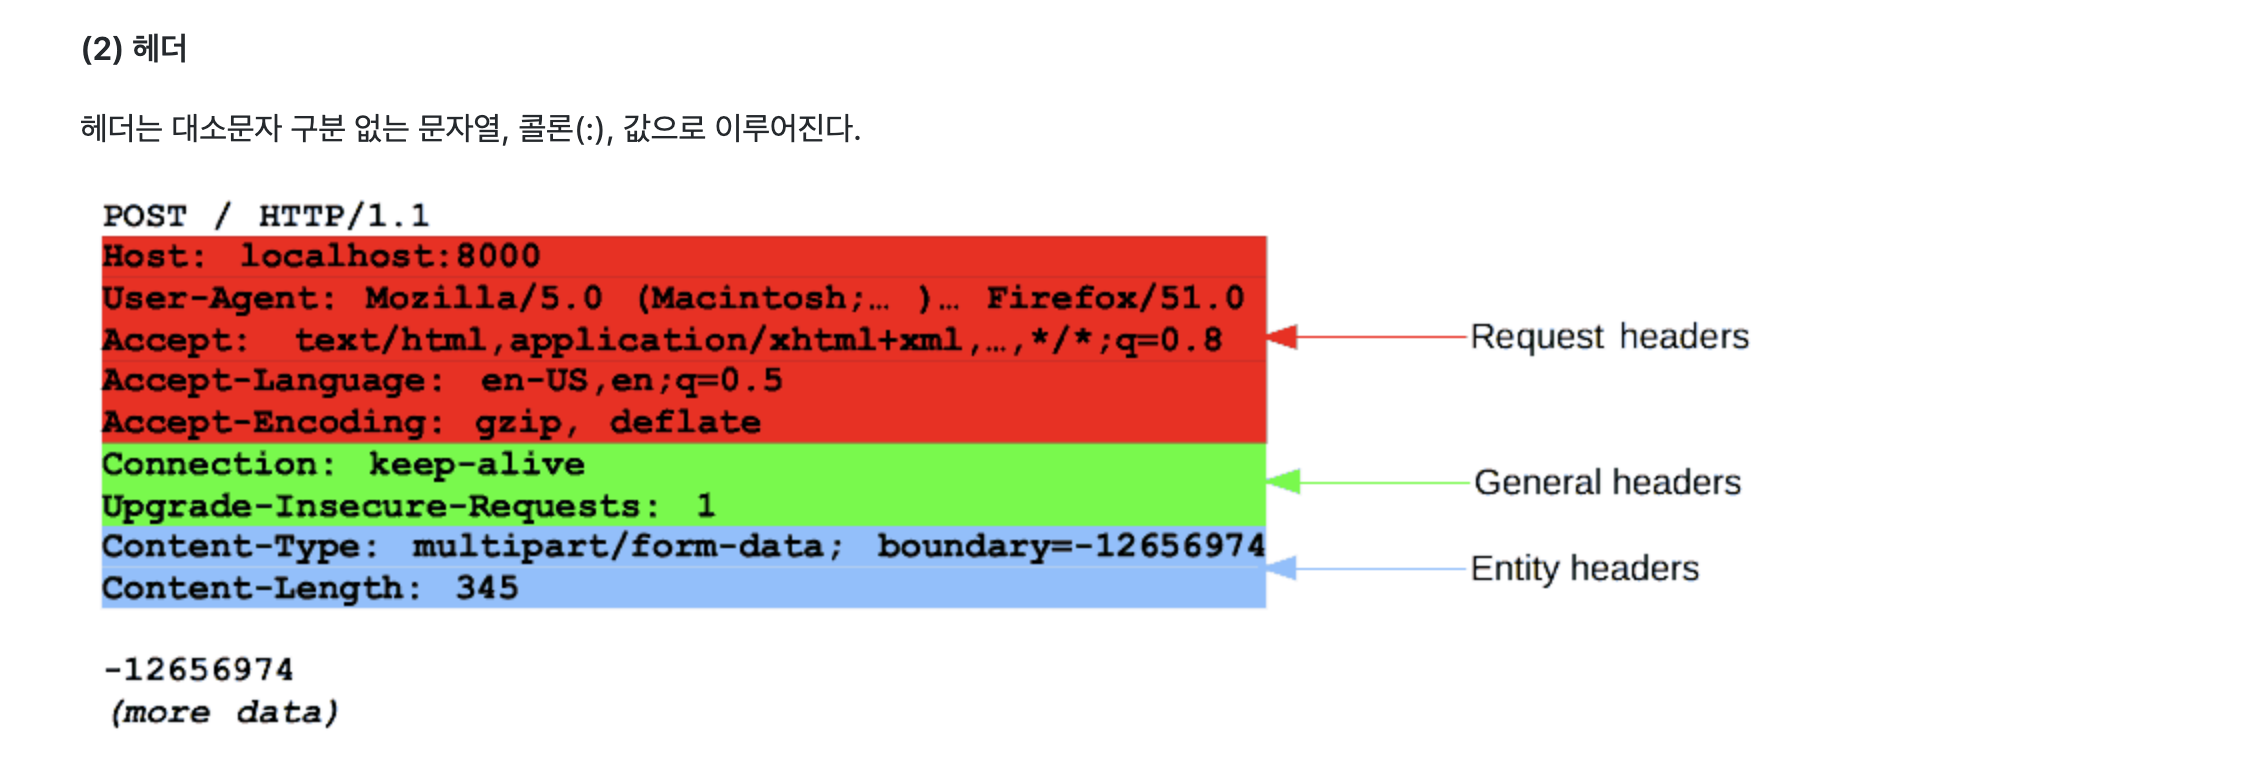 (2) 헤더
헤더는 대소문자 구분 없는 문자열, 콜론(:), 값으로 이루어진다.
POST / HTTP/1.1
Host: localhost:8000
User-Agent: Mozilla/5.0 (Macintosh;… )… Firefox/51.0
Accept: text/html,application/xhtml+xml,…,*/*;q=0.8
Accept-Language: en-US,en;q=0.5
Accept-Encoding: gzip, deflate
Request headers
Connection: keep-alive
Upgrade-Insecure-Requests: 1
General headers
Content-Type: multipart/form-data; boundary=-12656974
Content-Length: 345
Entity headers
-12656974
(more data)